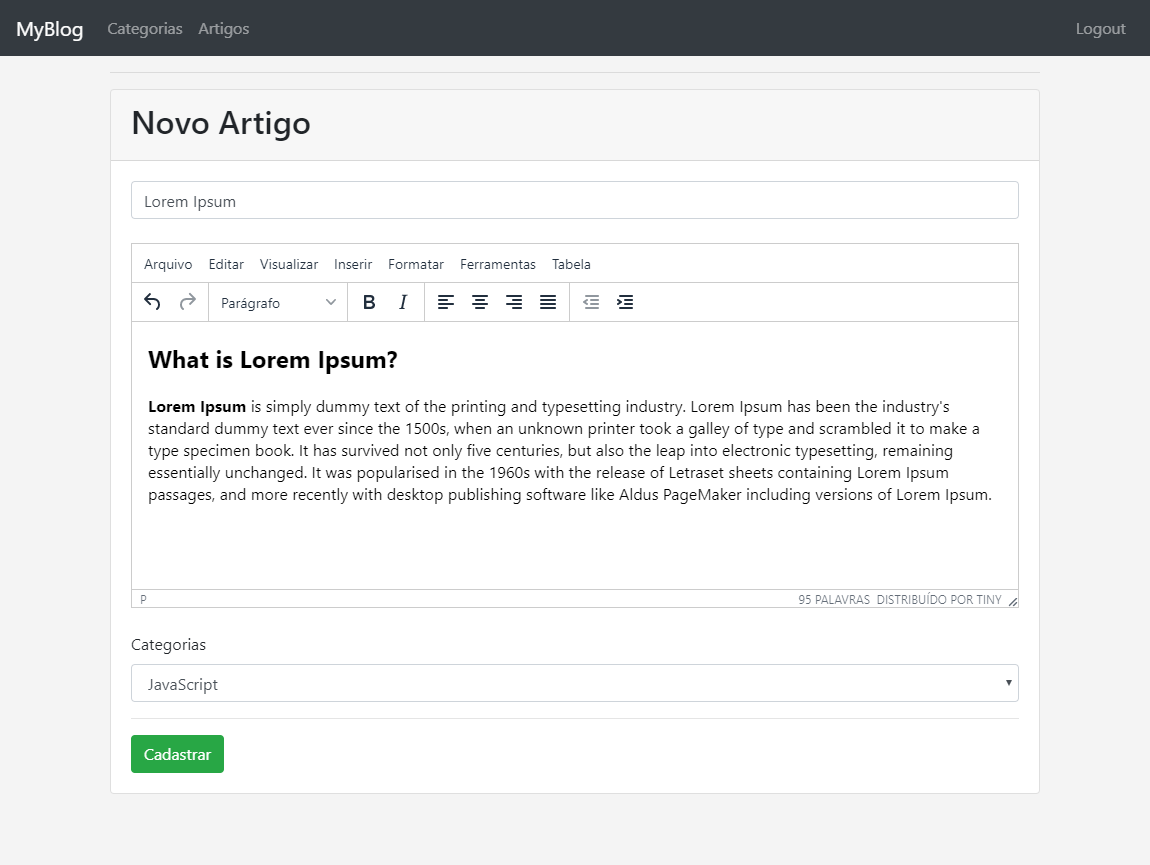 MyBlog Categorias Artigos Logout
Novo Artigo
Lorem Ipsum
Arquivo Editar Visualizar Inserir Formatar Ferramentas Tabela
Parágrafo B I
What is Lorem Ipsum?
Lorem Ipsum is simply dummy text of the printing and typesetting industry. Lorem Ipsum has been the industry's
standard dummy text ever since the 1500s, when an unknown printer took a galley of type and scrambled it to make a
type specimen book. It has survived not only five centuries, but also the leap into electronic typesetting, remaining
essentially unchanged. It was popularised in the 1960s with the release of Letraset sheets containing Lorem Ipsum
passages, and more recently with desktop publishing software like Aldus PageMaker including versions of Lorem Ipsum.
P 95 PALAVRAS DISTRIBUÍDO POR TINY
Categorias
JavaScript
Cadastrar